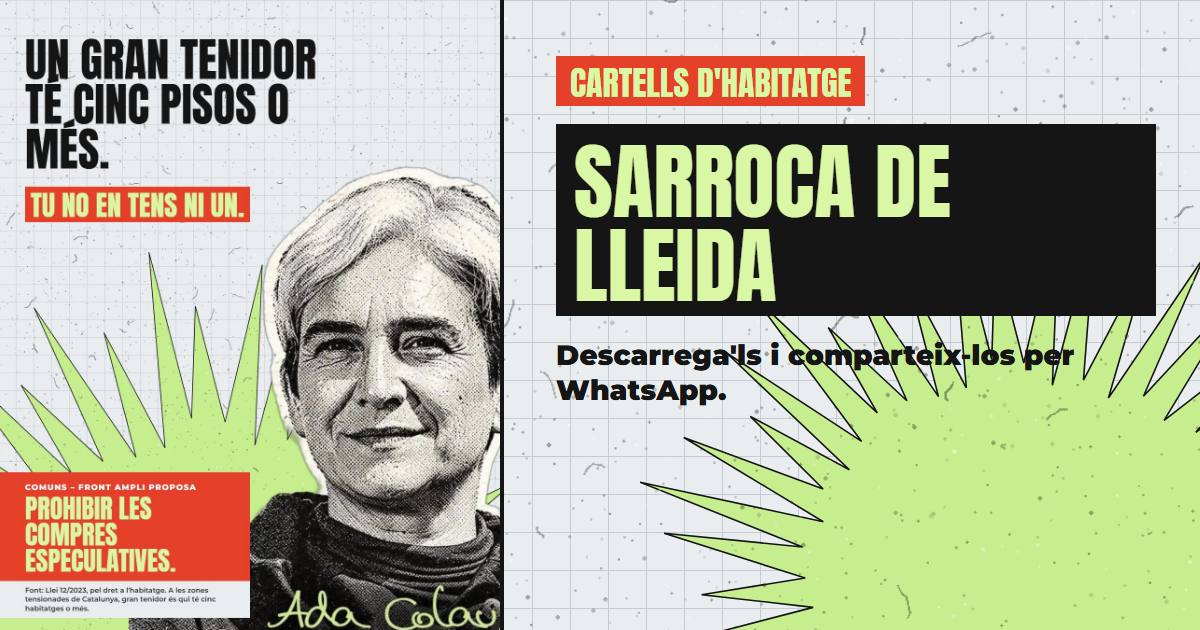 UN GRAN TENIDOR
TÉ CINC PISOS O
MÉS.
TU NO EN TENS NI UN.
COMUNS – FRONT AMPLI PROPOSA
PROHIBIR LES
COMPRES
ESPECULATIVES.
Font: Llei 12/2023, pel dret a l'habitatge. A les zones
tensionades de Catalunya, gran tenidor és qui té cinc
habitatges o més.
Ada Colau
CARTELLS D'HABITATGE
SARROCA DE
LLEIDA
Descarrega'ls i comparteix-los per
WhatsApp.